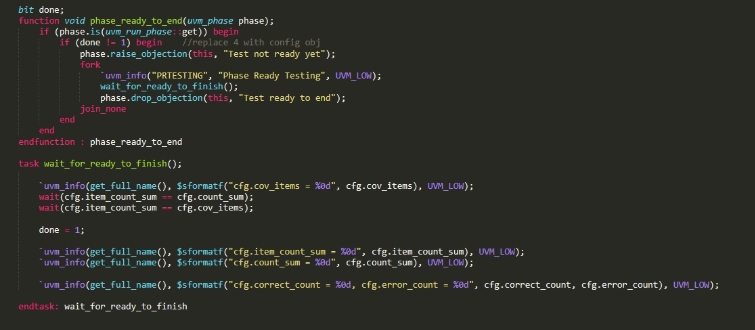 bit done;
function void phase_ready_to_end(uvm_phase phase);
if (phase.is(uvm_run_phase::get)) begin
if (done != 1) begin //replace 4 with config obj
phase.raise_objection(this, "Test not ready yet");
fork
`uvm_info("PRTESTING", "Phase Ready Testing", UVM_LOW);
wait_for_ready_to_finish();
phase.drop_objection(this, "Test ready to end");
join_none
end
end
endfunction : phase_ready_to_end
task wait_for_ready_to_finish();
`uvm_info(get_full_name(), $sformatf("cfg.cov_items = %0d", cfg.cov_items), UVM_LOW);
wait(cfg.item_count_sum == cfg.count_sum);
wait(cfg.item_count_sum == cfg.cov_items);
done = 1;
`uvm_info(get_full_name(), $sformatf("cfg.item_count_sum = %0d", cfg.item_count_sum), UVM_LOW);
`uvm_info(get_full_name(), $sformatf("cfg.count_sum = %0d", cfg.count_sum), UVM_LOW);
`uvm_info(get_full_name(), $sformatf("cfg.correct_count = %0d, cfg.error_count = %0d", cfg.correct_count, cfg.error_count), UVM_LOW);
endtask: wait_for_ready_to_finish